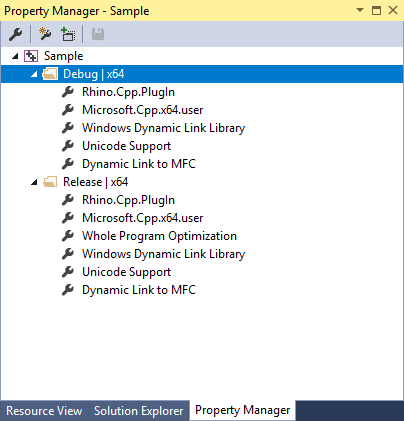 Property Manager - Sample
Sample
Debug | x64
Rhino.Cpp.PlugIn
Microsoft.Cpp.x64.user
Windows Dynamic Link Library
Unicode Support
Dynamic Link to MFC
Release | x64
Rhino.Cpp.PlugIn
Microsoft.Cpp.x64.user
Whole Program Optimization
Windows Dynamic Link Library
Unicode Support
Dynamic Link to MFC
Resource View Solution Explorer Property Manager